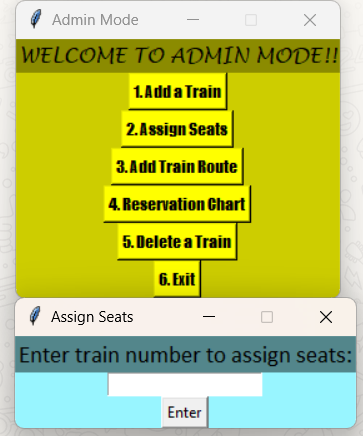 Admin Mode
WELCOME TO ADMIN MODE!!
1. Add a Train
2. Assign Seats
3. Add Train Route
4. Reservation Chart
5. Delete a Train
6. Exit
Assign Seats
Enter train number to assign seats:
Enter